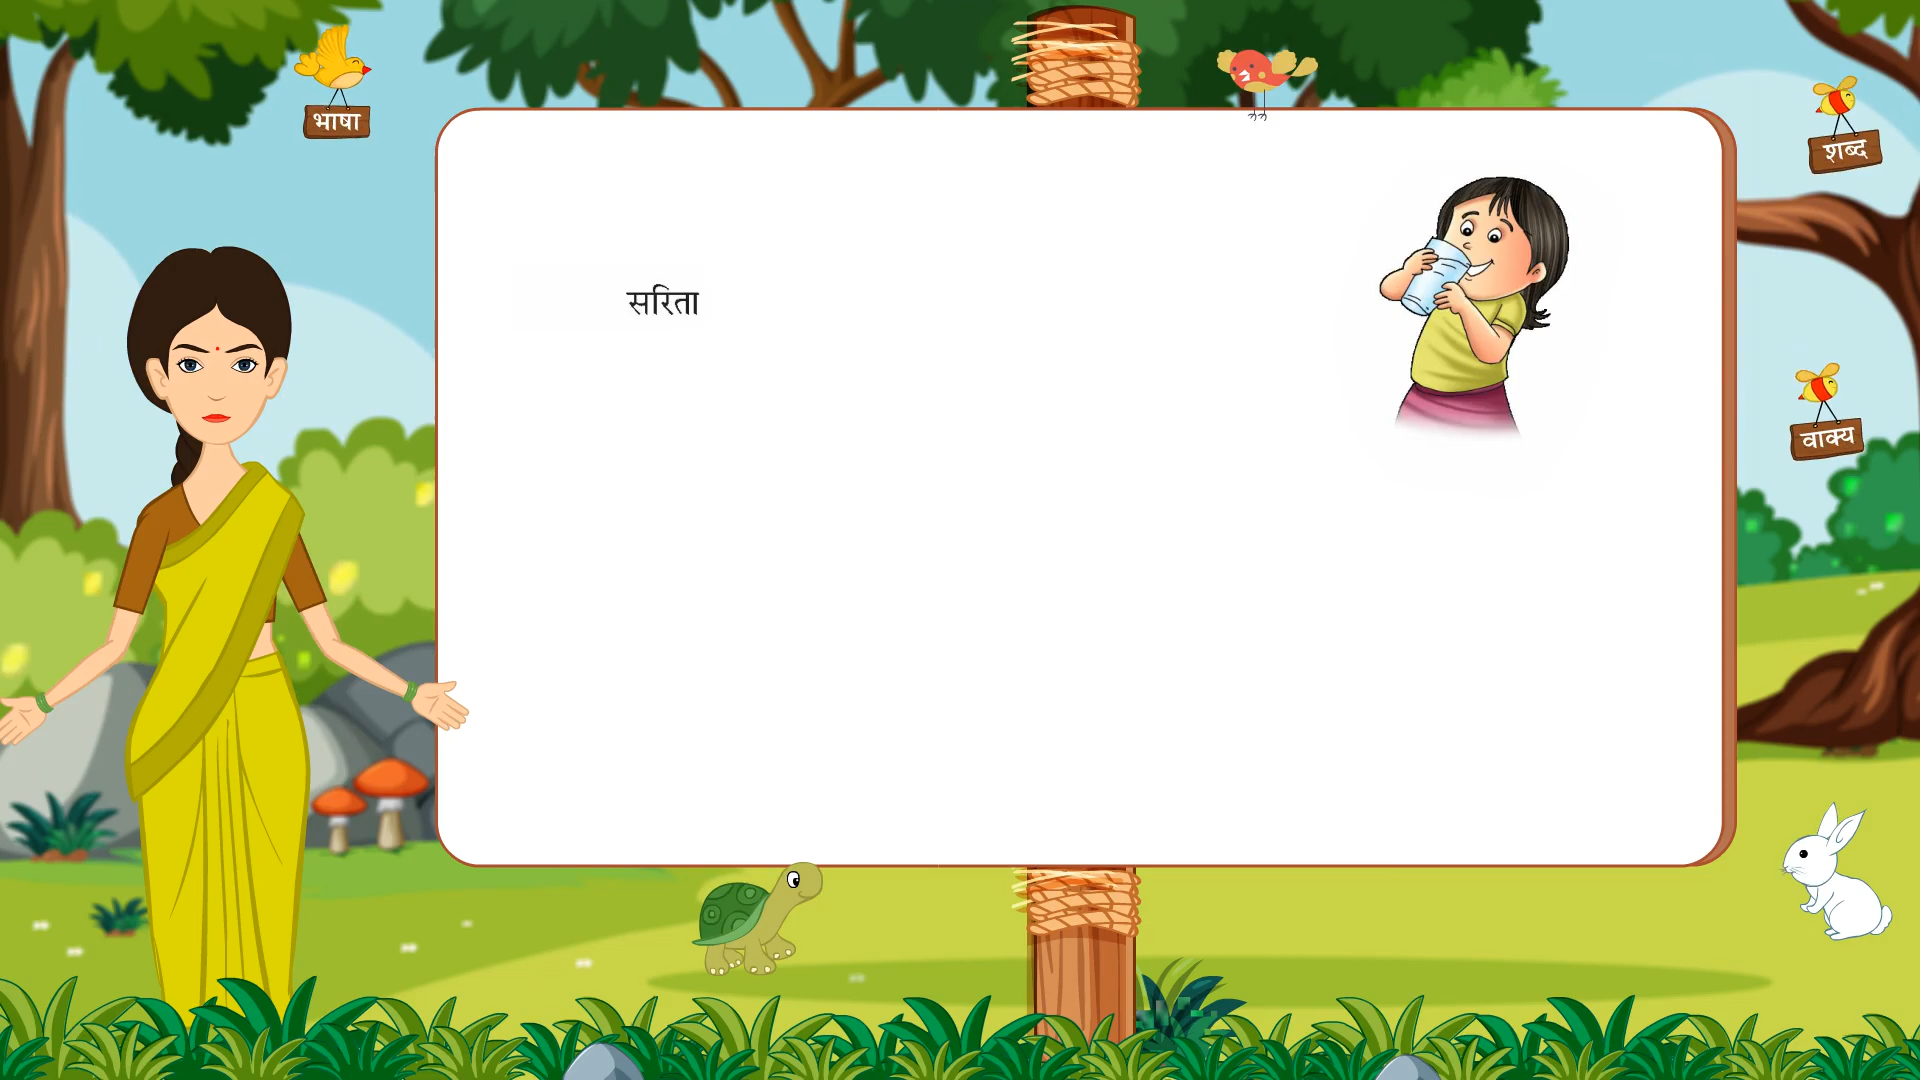 भाषा
शब्द
सरिता
वाक्य